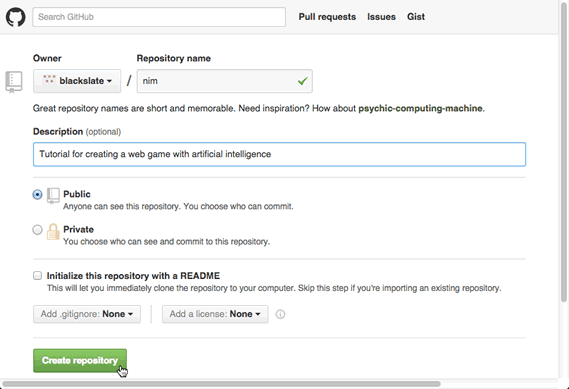 Search GitHub
Pull requests Issues Gist
Owner Repository name
blackslate / nim
Great repository names are short and memorable. Need inspiration? How about psychic-computing-machine.
Description (optional)
Tutorial for creating a web game with artificial intelligence
Public
Anyone can see this repository. You choose who can commit.
Private
You choose who can see and commit to this repository.
Initialize this repository with a README
This will let you immediately clone the repository to your computer. Skip this step if you're importing an existing repository.
Add .gitignore: None Add a license: None
Create repository